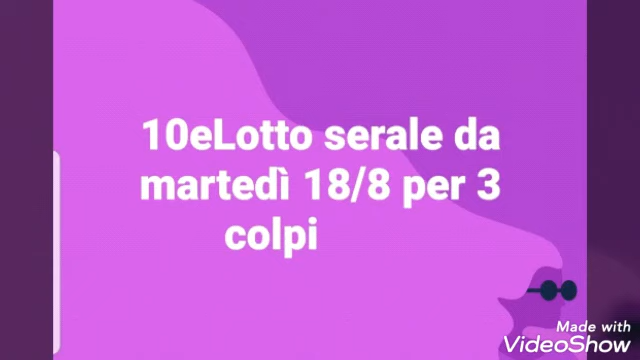 10eLotto serale da
martedì 18/8 per 3
colpi
Made with
VideoShow